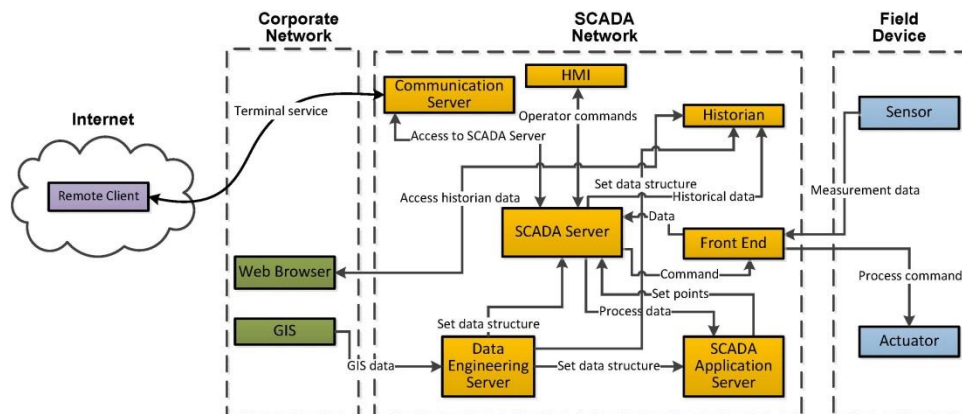 Corporate
Network
SCADA
Network
Field
Device
HMI
Communication
Server
Terminal service
Operator commands
Historian
Sensor
Internet
Access to SCADA Server
Remote Client
Access historian data
Set data structure
Historical data
Measurement data
Data
SCADA Server
Front End
Web Browser
Command
Process command
Set points
Process data
GIS
Set data structure
GIS data
Data
Engineering
Server
Set data structure
SCADA
Application
Server
Actuator